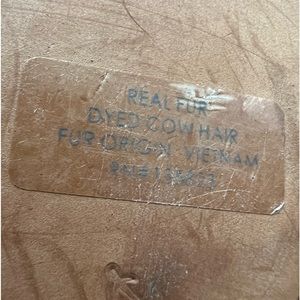 REAL FUR
DYED COW HAIR
FUR ORIGIN: VIETNAM
RN#